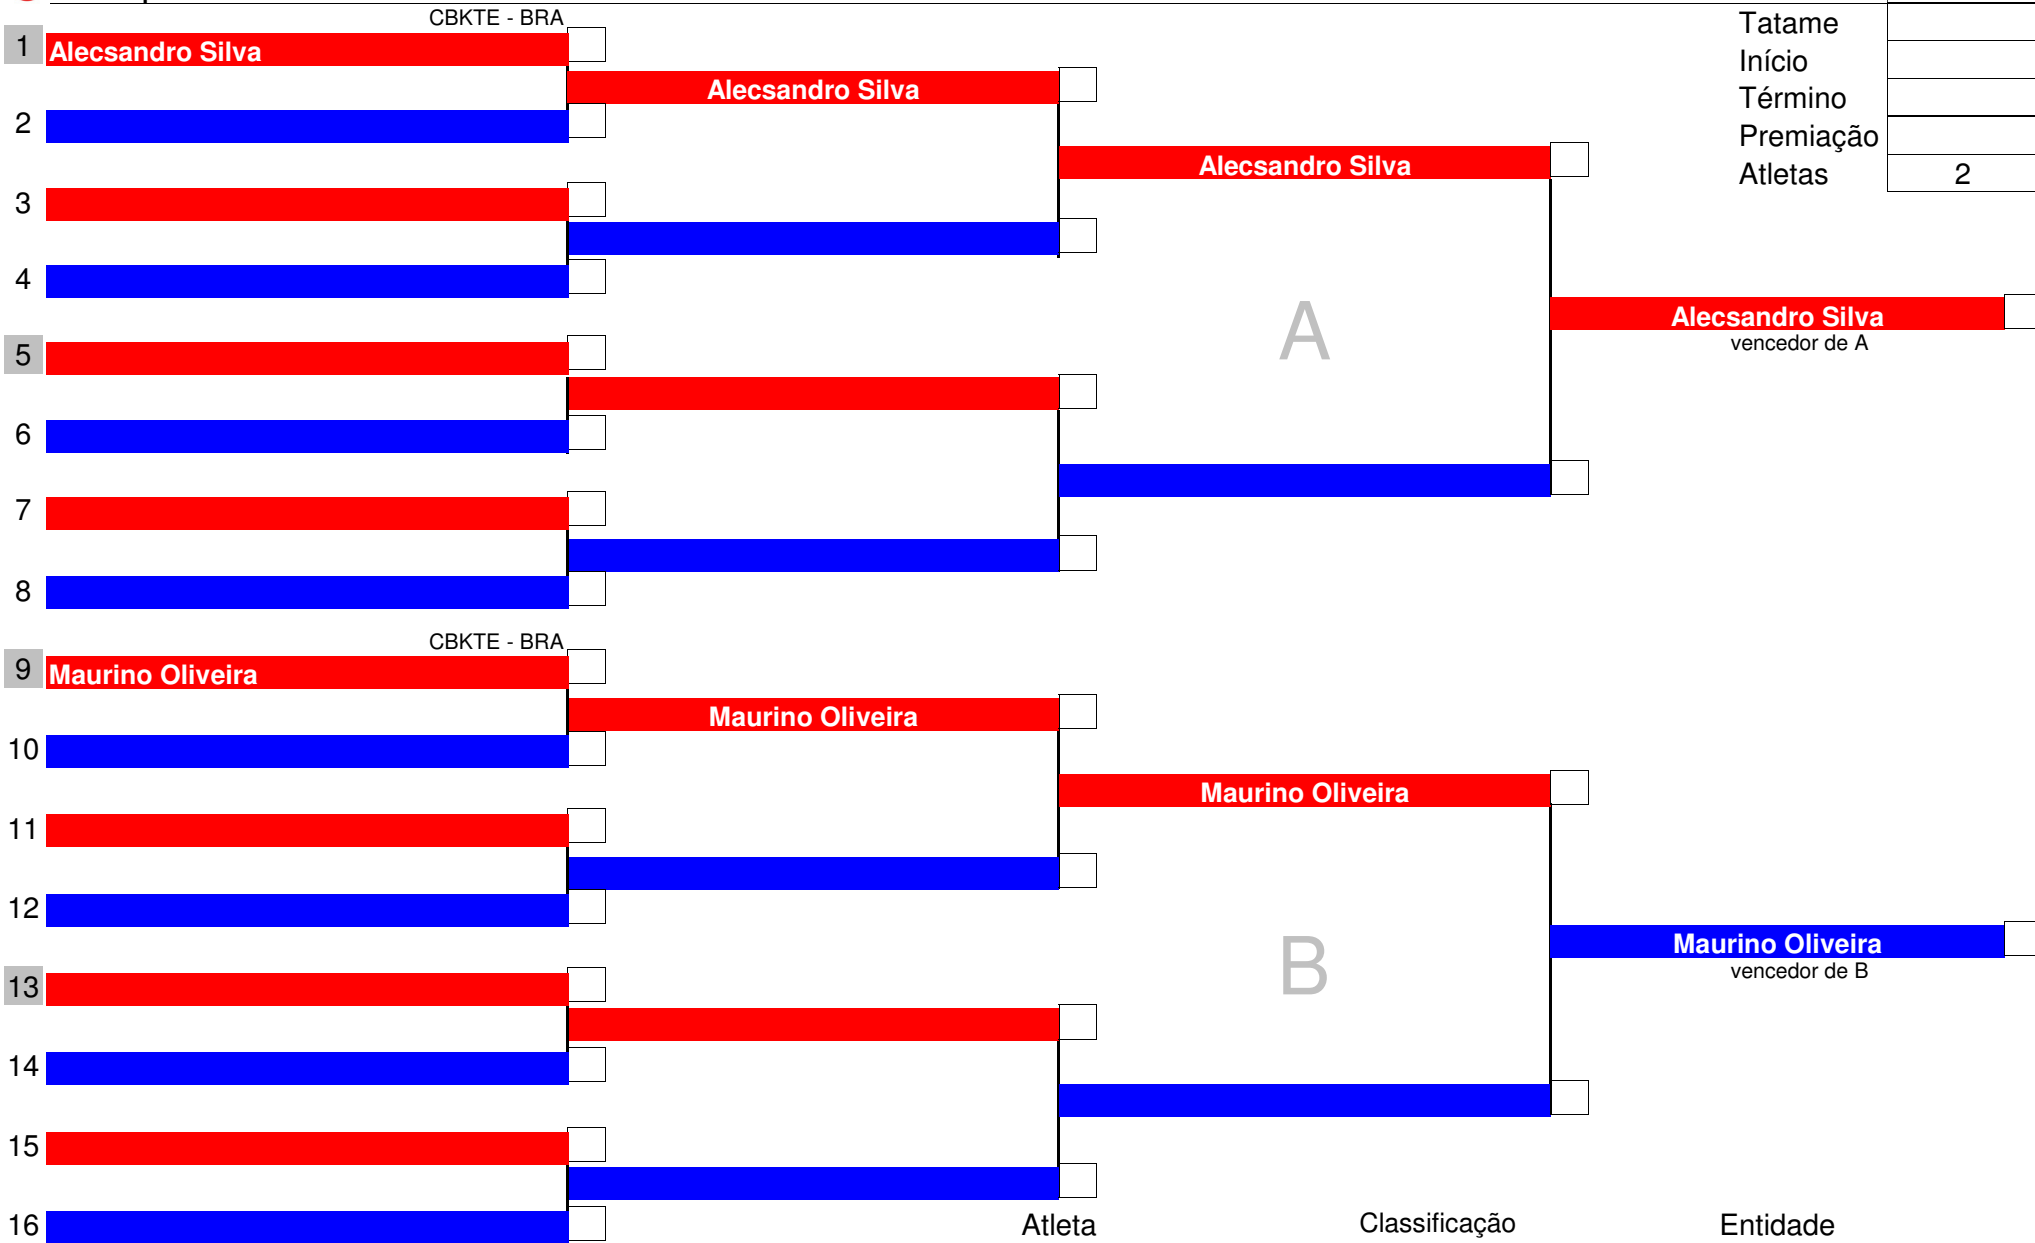 CBKTE - BRA
Tatame
1 Alecsandro Silva
Início
Alecsandro Silva
Término
2
Premiação
Alecsandro Silva
Atletas 2
3
4
A
Alecsandro Silva
vencedor de A
5
6
7
8
CBKTE - BRA
9 Maurino Oliveira
Maurino Oliveira
10
Maurino Oliveira
11
12
B
Maurino Oliveira
vencedor de B
13
14
15
16
Atleta Classificação Entidade